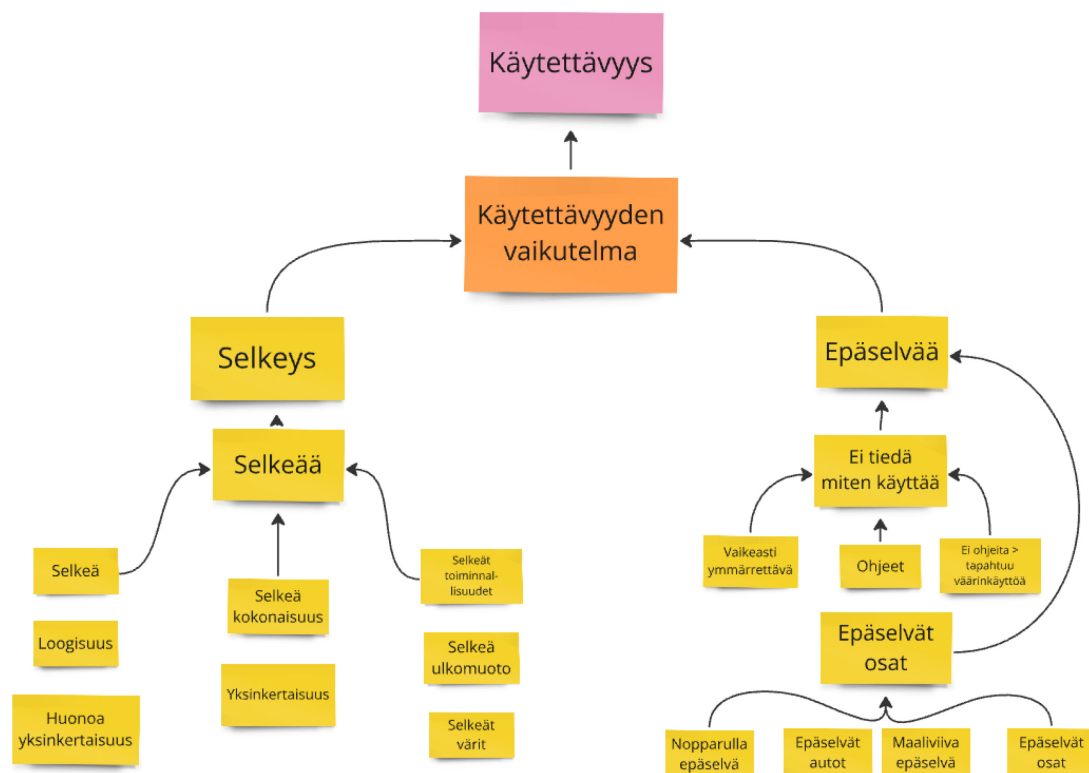 Käytettävyys
Käytettävyyden
vaikutelma
Selkeys
Epäselvää
Selkeää
Ei tiedä
miten käyttää
Selkeä
Selkeä
kokonaisuus
Selkeät
toiminnal-
lisuudet
Vaikeasti
ymmärrettävä
Ohjeet
Ei ohjeita >
tapahtuu
väärinkäyttöä
Loogisuus
Selkeä
ulkomuoto
Epäselvät
osat
Huonoa
yksinkertaisuus
Yksinkertaisuus
Selkeät
värit
Nopparulla
epäselvä
Epäselvät
autot
Maaliviiva
epäselvä
Epäselvät
osat